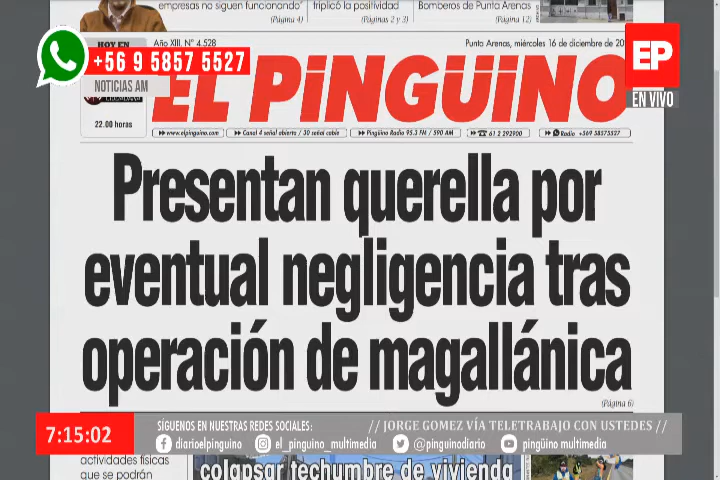 empresas no siguen funcionando"
(Página 4)
triplicó la positividad
(Páginas 2 y 3)
Bomberos de Punta Arenas
(Página 12)
EP
EN VIVO
+56 9 5857 5527
NOTICIAS AM
HOY EN
22.00 horas
Año XIII, N° 4.528
Punta Arenas, miércoles 16 de diciembre de 20
EL PINGÜINO
www.elpinguino.com
Canal 4 señal abierta / 30 señal cable
Pingüino Radio 95.3 FM / 590 AM
61 2 292900
Radio +569 58575527
Presentan querella por
eventual negligencia tras
operación de magallánica
(Página 6)
7:15:02
SÍGUENOS EN NUESTRAS REDES SOCIALES:
// JORGE GOMEZ VÍA TELETRABAJO CON USTEDES //
diarioelpinguino
el_pinguino_multimedia
@pinguinodiario
pingüino multimedia
actividades físicas
que se podrán
colapsar techumbre de vivienda